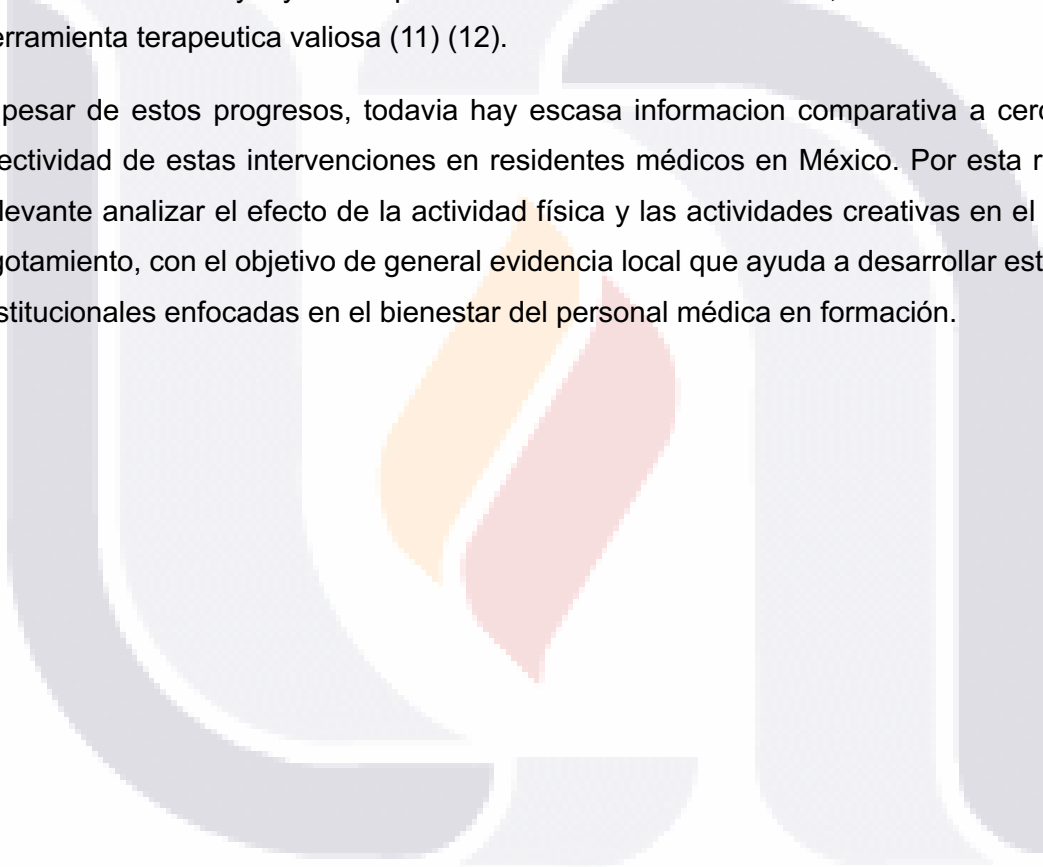 erramienta terapeutica valiosa (11) (12).
pesar de estos progresos, todavia hay escasa informacion comparativa a cerc
ectividad de estas intervenciones en residentes médicos en México. Por esta r
levante analizar el efecto de la actividad física y las actividades creativas en el
gotamiento, con el objetivo de general evidencia local que ayuda a desarrollar est
stitucionales enfocadas en el bienestar del personal médica en formación.